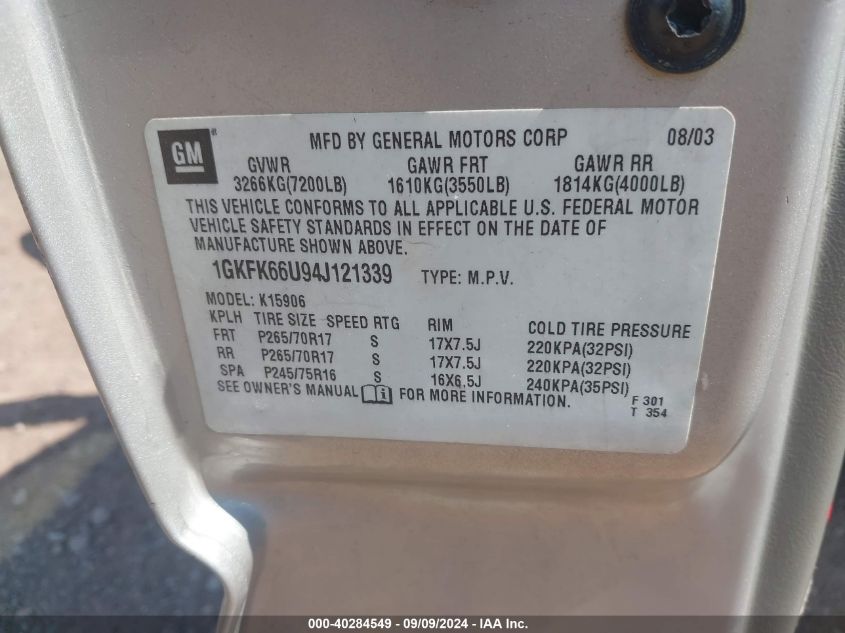 GM
MFD BY GENERAL MOTORS CORP 08/03
GVWR GAWR FRT GAWR RR
3266KG(7200LB) 1610KG(3550LB) 1814KG(4000LB)
THIS VEHICLE CONFORMS TO ALL APPLICABLE U.S. FEDERAL MOTOR
VEHICLE SAFETY STANDARDS IN EFFECT ON THE DATE OF
MANUFACTURE SHOWN ABOVE.
1GKFK66U94J121339 TYPE: M.P.V.
MODEL: K15906
KPLH TIRE SIZE SPEED RTG RIM COLD TIRE PRESSURE
FRT P265/70R17 S 17X7.5J 220KPA(32PSI)
RR P265/70R17 S 17X7.5J 220KPA(32PSI)
SPA P245/75R16 S 16X6.5J 240KPA(35PSI)
SEE OWNER'S MANUAL FOR MORE INFORMATION.
F 301
T 354
000-40284549 - 09/09/2024 - IAA Inc.